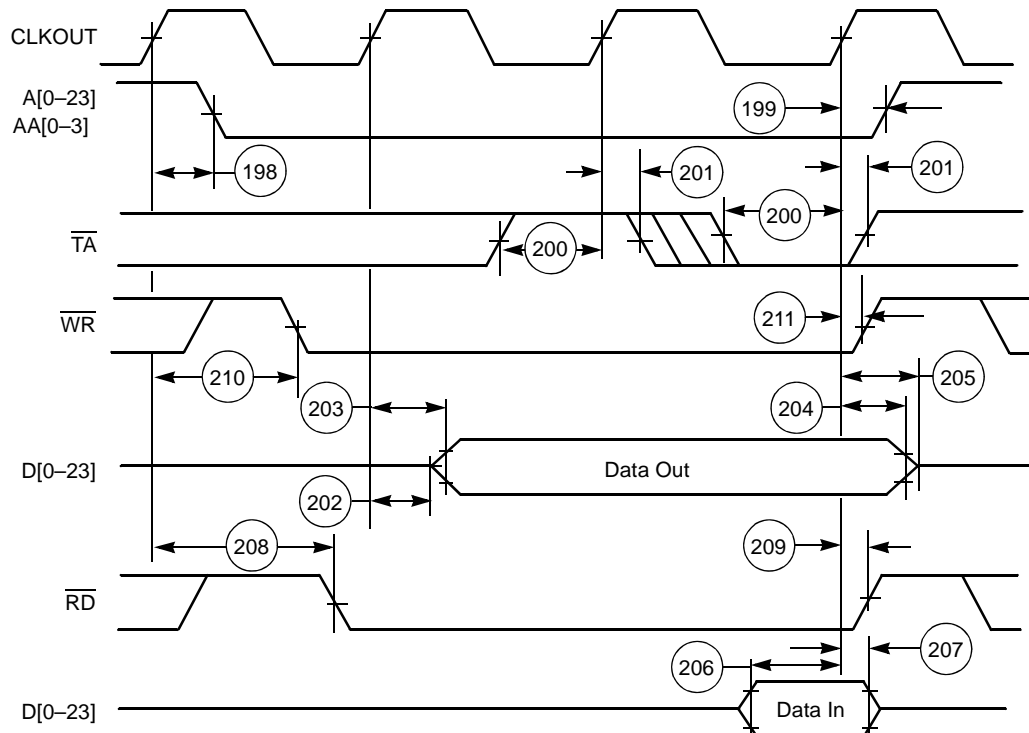 CLKOUT
A[0–23]
AA[0–3]
199
198
201
201
TA
200
200
WR
211
210
203
204
205
D[0–23]
Data Out
202
208
209
RD
206
207
D[0–23]
Data In